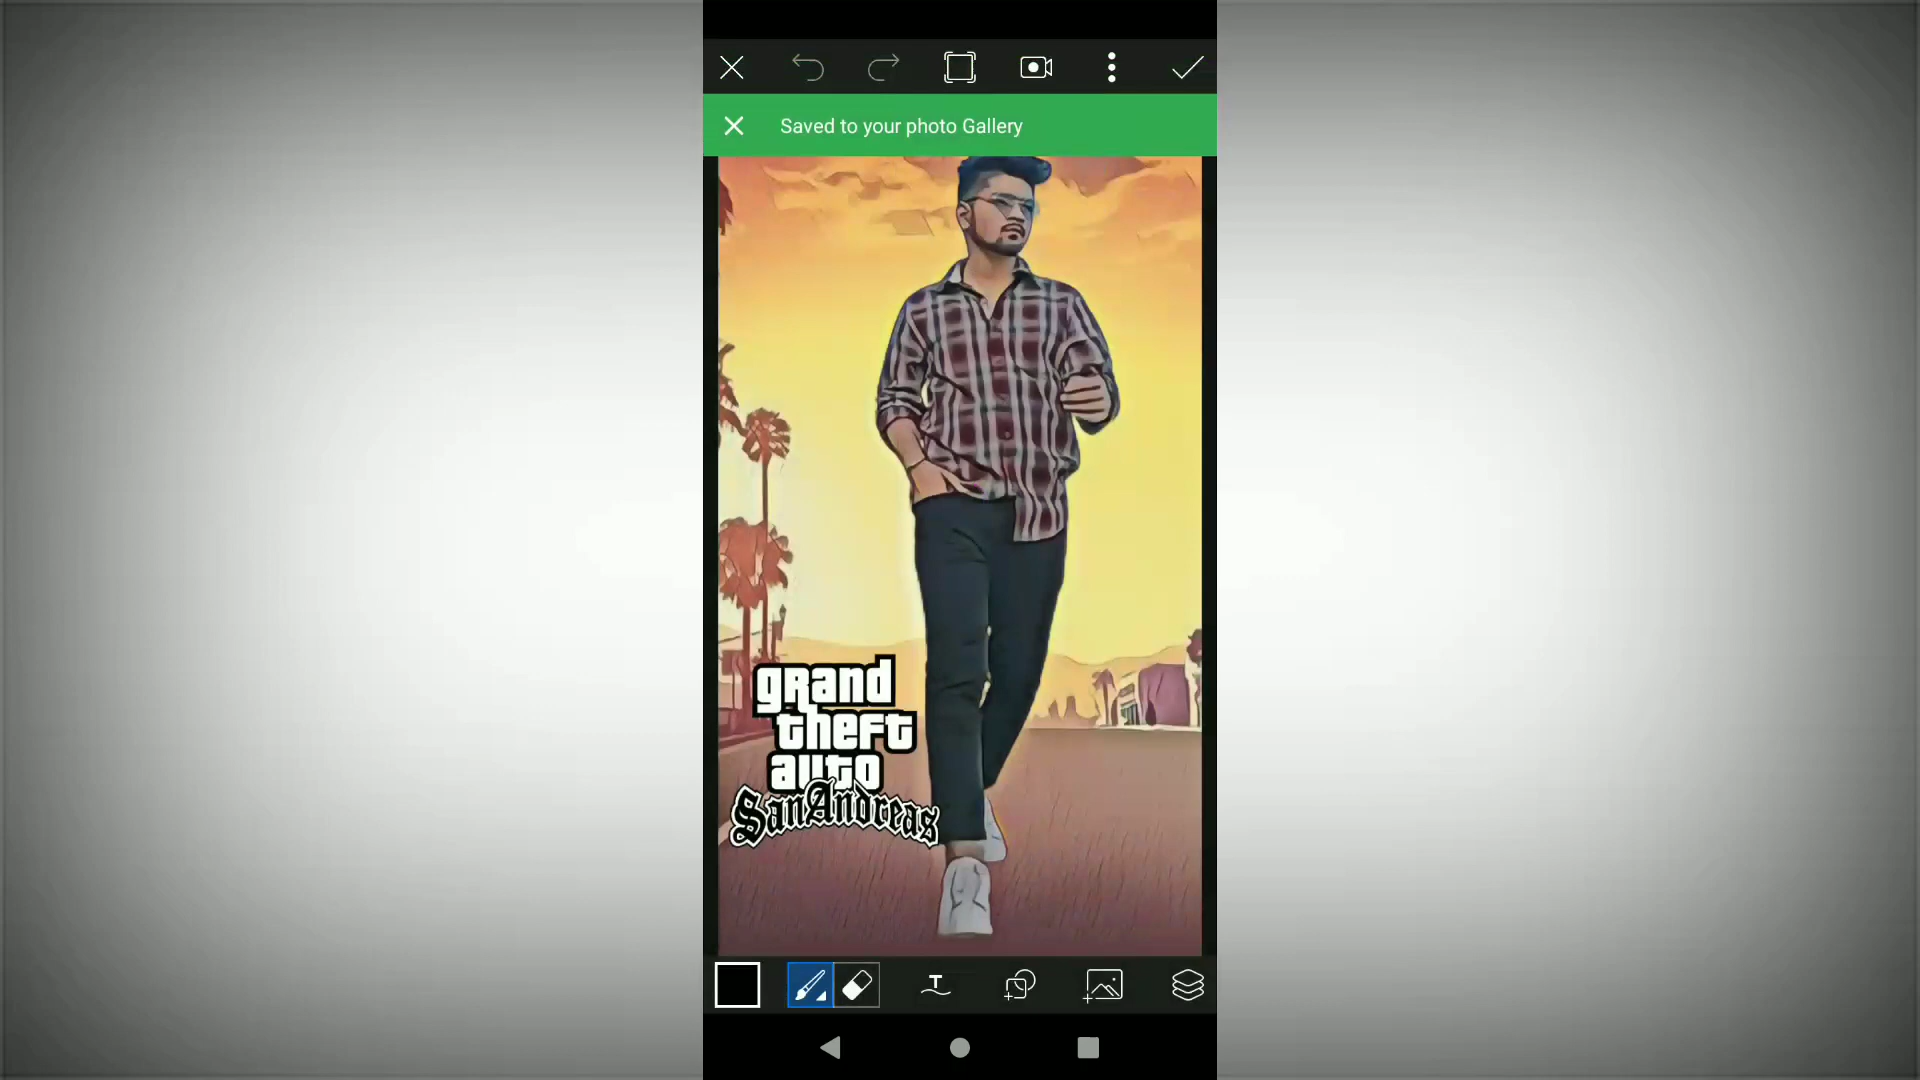 Saved to your photo Gallery
grand
theft
auto
SanAndreas
T